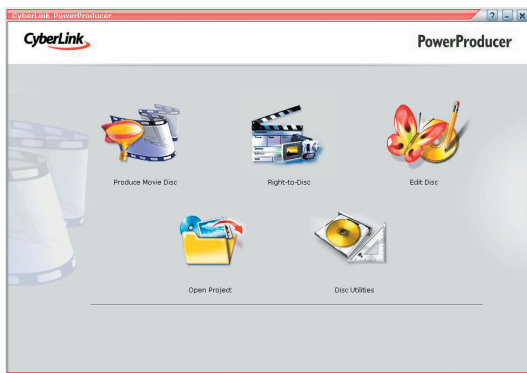 CyberLink PowerProducer
CyberLink
PowerProducer
Produce Movie Disc
Right-to-Disc
Edit Disc
Open Project
Disc Utilities